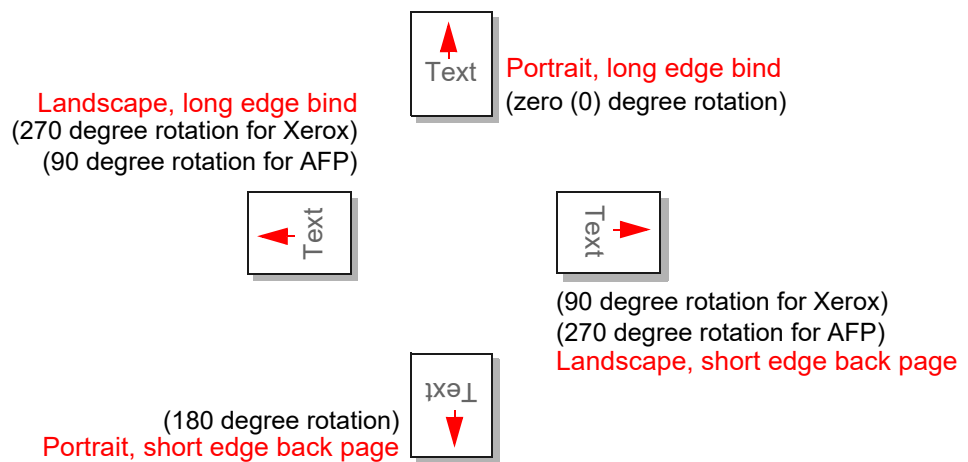 Text
Portrait, long edge bind
(zero (0) degree rotation)
Landscape, long edge bind
(270 degree rotation for Xerox)
(90 degree rotation for AFP)
Text
Text
(90 degree rotation for Xerox)
(270 degree rotation for AFP)
Landscape, short edge back page
Text
(180 degree rotation)
Portrait, short edge back page